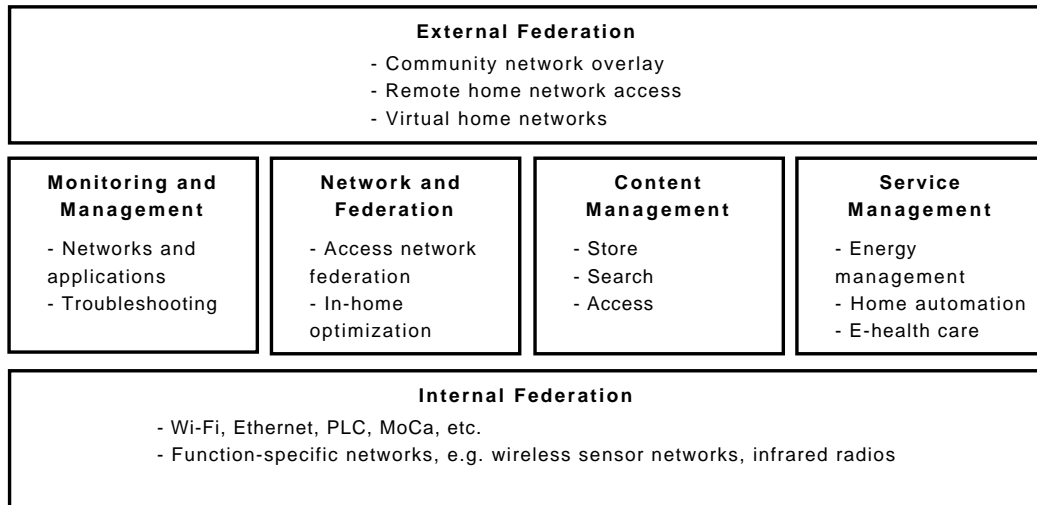 External Federation
- Community network overlay
- Remote home network access
- Virtual home networks
Monitoring and
Management
- Networks and
applications
- Troubleshooting
Network and
Federation
- Access network
federation
- In-home
optimization
Content
Management
- Store
- Search
- Access
Service
Management
- Energy
management
- Home automation
- E-health care
Internal Federation
- Wi-Fi, Ethernet, PLC, MoCa, etc.
- Function-specific networks, e.g. wireless sensor networks, infrared radios